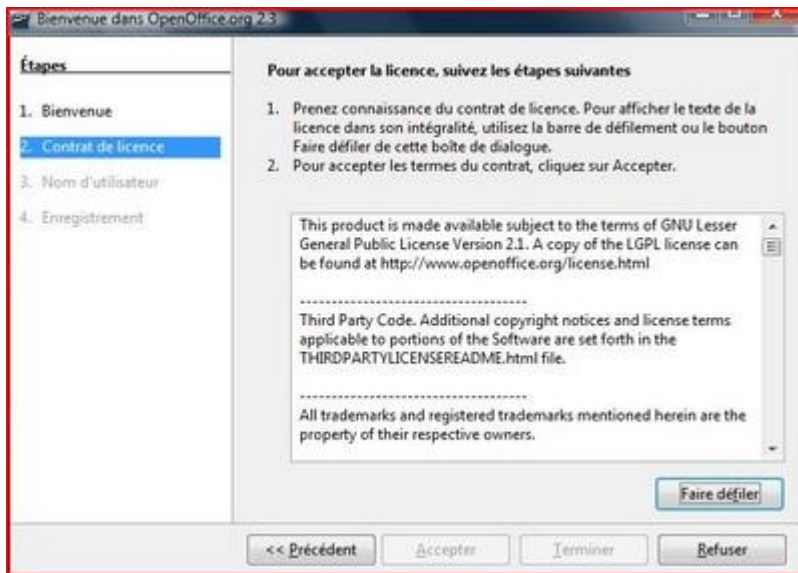 Bienvenue dans OpenOffice.org 2.3
Étapes
1. Bienvenue
2. Contrat de licence
3. Nom d'utilisateur
4. Enregistrement
Pour accepter la licence, suivez les étapes suivantes
1. Prenez connaissance du contrat de licence. Pour afficher le texte de la
licence dans son intégralité, utilisez la barre de défilement ou le bouton
Faire défiler de cette boîte de dialogue.
2. Pour accepter les termes du contrat, cliquez sur Accepter.
This product is made available subject to the terms of GNU Lesser
General Public License Version 2.1. A copy of the LGPL license can
be found at http://www.openoffice.org/license.html
------------------------------------
Third Party Code. Additional copyright notices and license terms
applicable to portions of the Software are set forth in the
THIRDPARTYLICENSEREADME.html file.
------------------------------------
All trademarks and registered trademarks mentioned herein are the
property of their respective owners.
Faire défiler
<< Précédent
Accepter
Terminer
Refuser